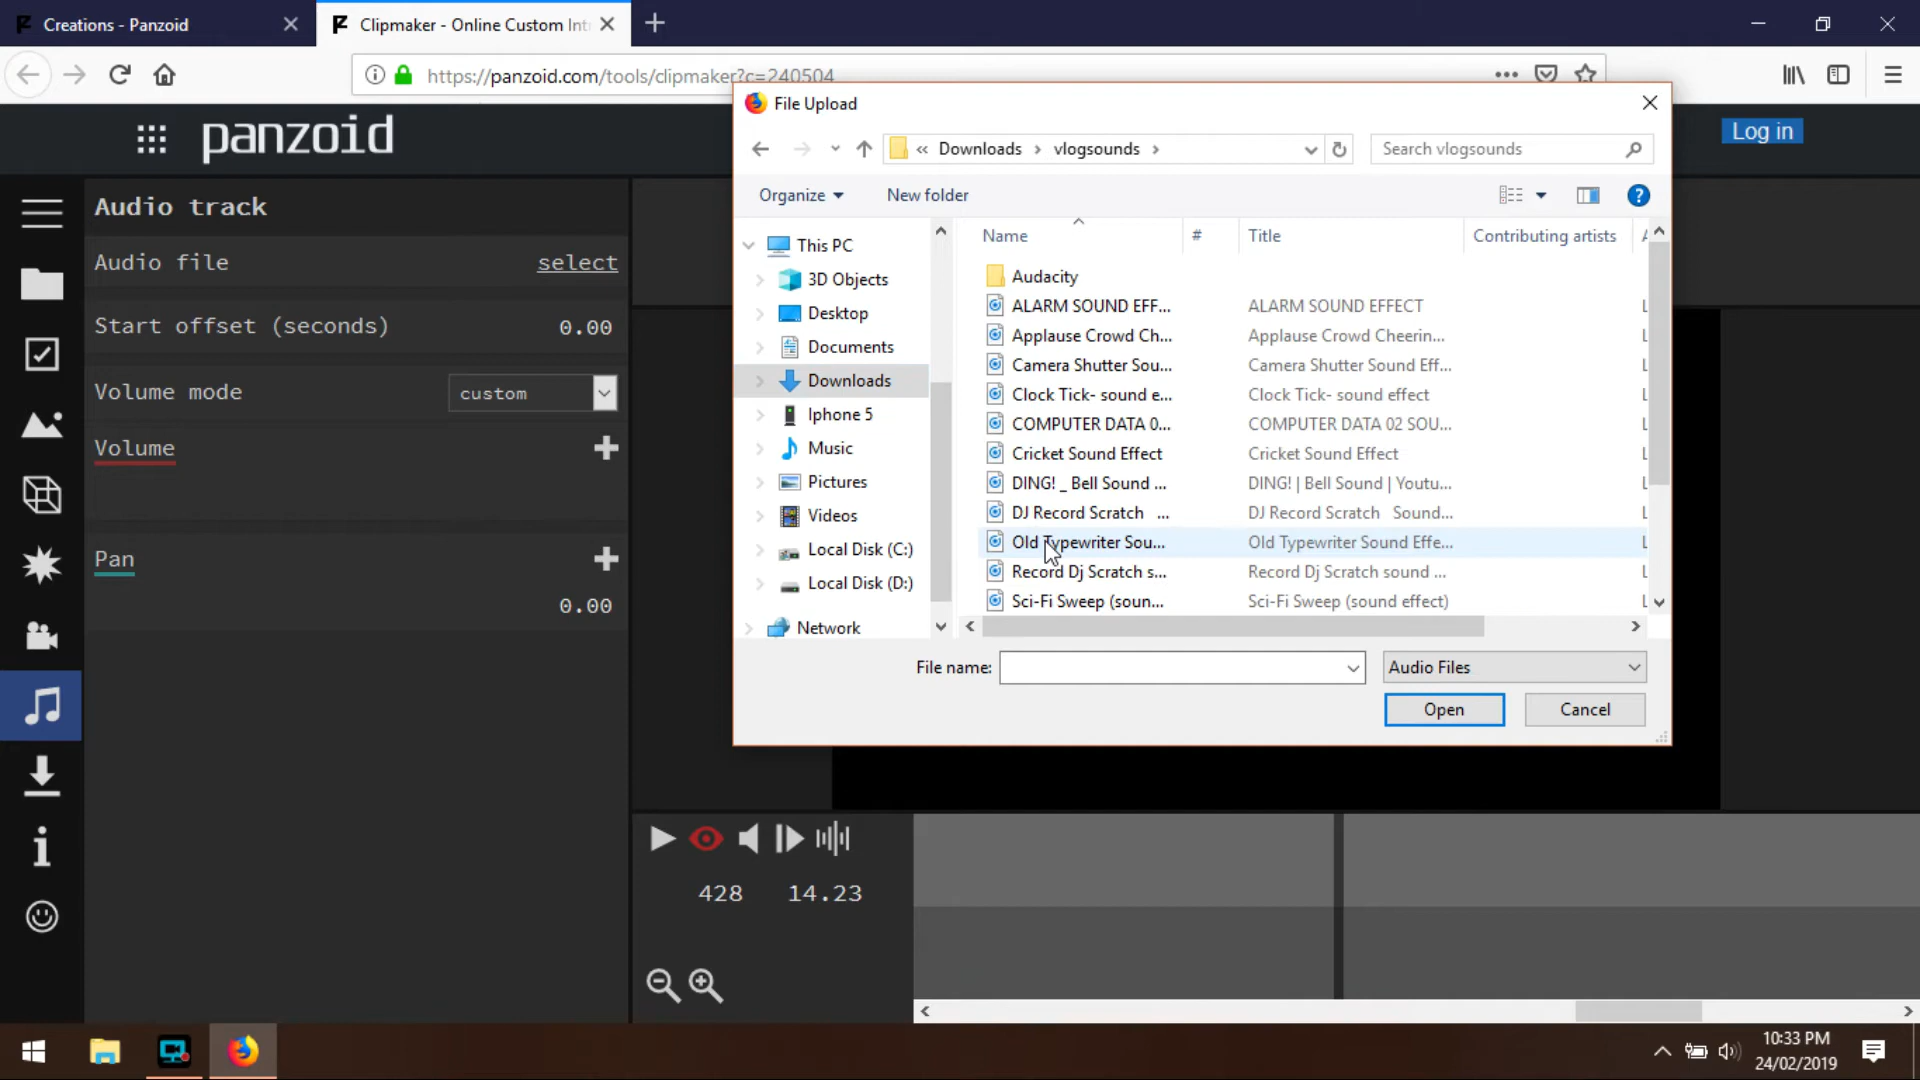 Creations - Panzoid
Clipmaker - Online Custom Int
https://panzoid.com/tools/clipmaker?c=240504
panzoid
Log in
Audio track
Audio file
select
Start offset (seconds)
0.00
Volume mode
custom
Volume
Pan
0.00
File Upload
« Downloads > vlogsounds >
Search vlogsounds
Organize
New folder
This PC
3D Objects
Desktop
Documents
Downloads
Iphone 5
Music
Pictures
Videos
Local Disk (C:)
Local Disk (D:)
Network
Name # Title Contributing artists
Audacity
ALARM SOUND EFF... ALARM SOUND EFFECT
Applause Crowd Ch... Applause Crowd Cheerin...
Camera Shutter Sou... Camera Shutter Sound Eff...
Clock Tick- sound e... Clock Tick- sound effect
COMPUTER DATA 0... COMPUTER DATA 02 SOU...
Cricket Sound Effect Cricket Sound Effect
DING! _ Bell Sound ... DING! | Bell Sound | Youtu...
DJ Record Scratch ... DJ Record Scratch Sound...
Old Typewriter Sou... Old Typewriter Sound Effe...
Record Dj Scratch s... Record Dj Scratch sound ...
Sci-Fi Sweep (soun... Sci-Fi Sweep (sound effect)
File name:
Audio Files
Open
Cancel
428 14.23
10:33 PM
24/02/2019